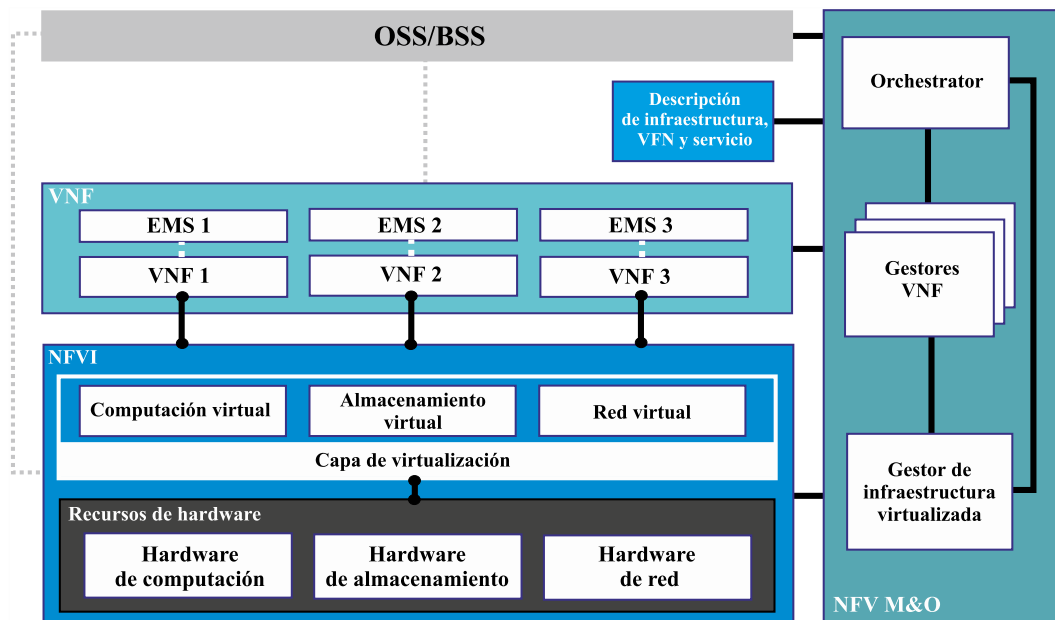 OSS/BSS
Descripción
de infraestructura,
VFN y servicio
Orchestrator
VNF
EMS 1
EMS 2
EMS 3
VNF 1
VNF 2
VNF 3
Gestores
VNF
NFVI
Computación virtual
Almacenamiento
virtual
Red virtual
Capa de virtualización
Gestor de
infraestructura
virtualizada
Recursos de hardware
Hardware
de computación
Hardware
de almacenamiento
Hardware
de red
NFV M&O